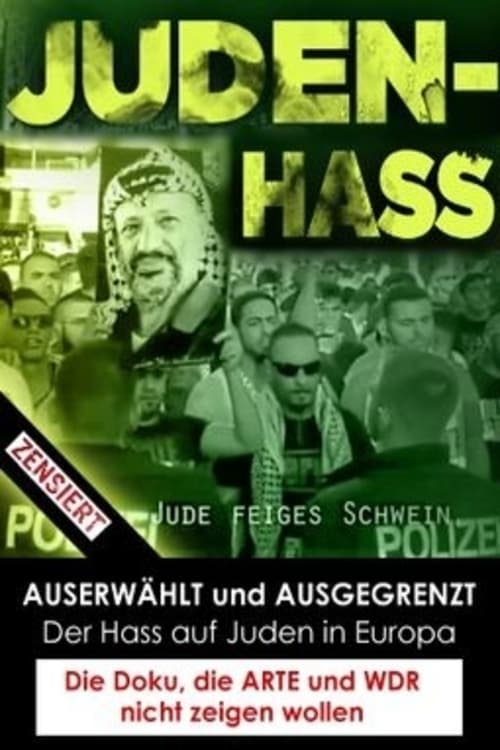 JUDEN-
HASS
ZENSIERT
JUDE FEIGES SCHWEIN
POLIZEI
POLIZEI
AUSERWÄHLT und AUSGEGRENZT
Der Hass auf Juden in Europa
Die Doku, die ARTE und WDR
nicht zeigen wollen